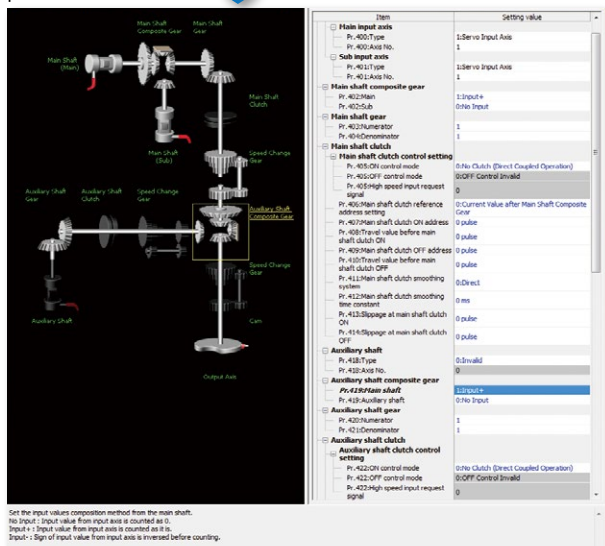 Main Shaft
Composite Gear
Main Shaft
Gear
Main Shaft
(Main)
Main Shaft
Clutch
Main Shaft
(Sub)
Speed Change
Gear
Auxiliary Shaft
Gear
Auxiliary Shaft
Clutch
Speed Change
Gear
Auxiliary Shaft
Composite Gear
Speed Change
Gear
Auxiliary Shaft
Cam
Output Axis
Item Setting value
Main input axis
Pr.400:Type 1:Servo Input Axis
Pr.400:Axis No. 1
Sub input axis
Pr.401:Type 1:Servo Input Axis
Pr.401:Axis No. 1
Main shaft composite gear
Pr.402:Main 1:Input+
Pr.402:Sub 0:No Input
Main shaft gear
Pr.403:Numerator 1
Pr.404:Denominator 1
Main shaft clutch
Main shaft clutch control setting
Pr.405:ON control mode 0:No Clutch (Direct Coupled Operation)
Pr.405:OFF control mode 0:OFF Control Invalid
Pr.405:High speed input request
signal 0
Pr.406:Main shaft clutch reference
address setting 0:Current Value after Main Shaft Composite
Gear
Pr.407:Main shaft clutch ON address 0 pulse
Pr.408:Travel value before main
shaft clutch ON 0 pulse
Pr.409:Main shaft clutch OFF address 0 pulse
Pr.410:Travel value before main
shaft clutch OFF 0 pulse
Pr.411:Main shaft clutch smoothing
system 0:Direct
Pr.412:Main shaft clutch smoothing
time constant 0 ms
Pr.413:Slippage at main shaft clutch
ON 0 pulse
Pr.414:Slippage at main shaft clutch
OFF 0 pulse
Auxiliary shaft
Pr.418:Type 0:Invalid
Pr.418:Axis No. 0
Auxiliary shaft composite gear
Pr.419:Main shaft 1:Input+
Pr.419:Auxiliary shaft 0:No Input
Auxiliary shaft gear
Pr.420:Numerator 1
Pr.421:Denominator 1
Auxiliary shaft clutch
Auxiliary shaft clutch control
setting
Pr.422:ON control mode 0:No Clutch (Direct Coupled Operation)
Pr.422:OFF control mode 0:OFF Control Invalid
Pr.422:High speed input request
signal 0
Set the input values composition method from the main shaft.
No Input : Input value from input axis is counted as 0.
Input+ : Input value from input axis is counted as it is.
Input- : Sign of input value from input axis is inversed before counting.